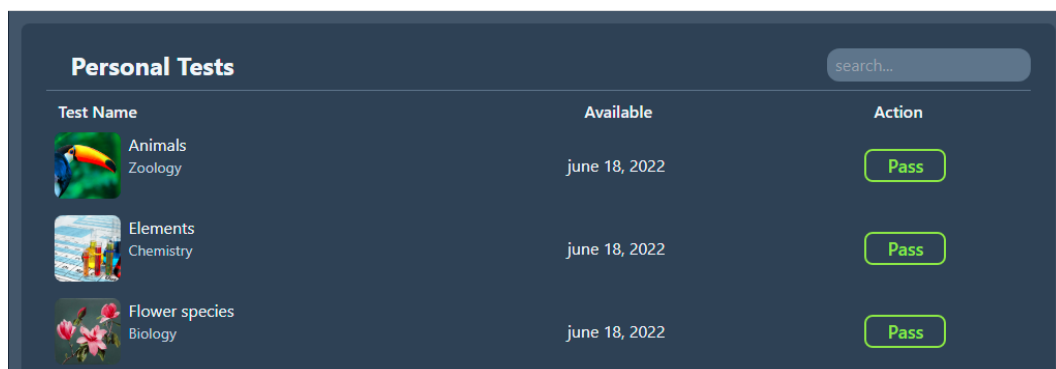 Personal Tests
search...
Test Name Available Action
Animals
Zoology
june 18, 2022
Pass
Elements
Chemistry
june 18, 2022
Pass
Flower species
Biology
june 18, 2022
Pass